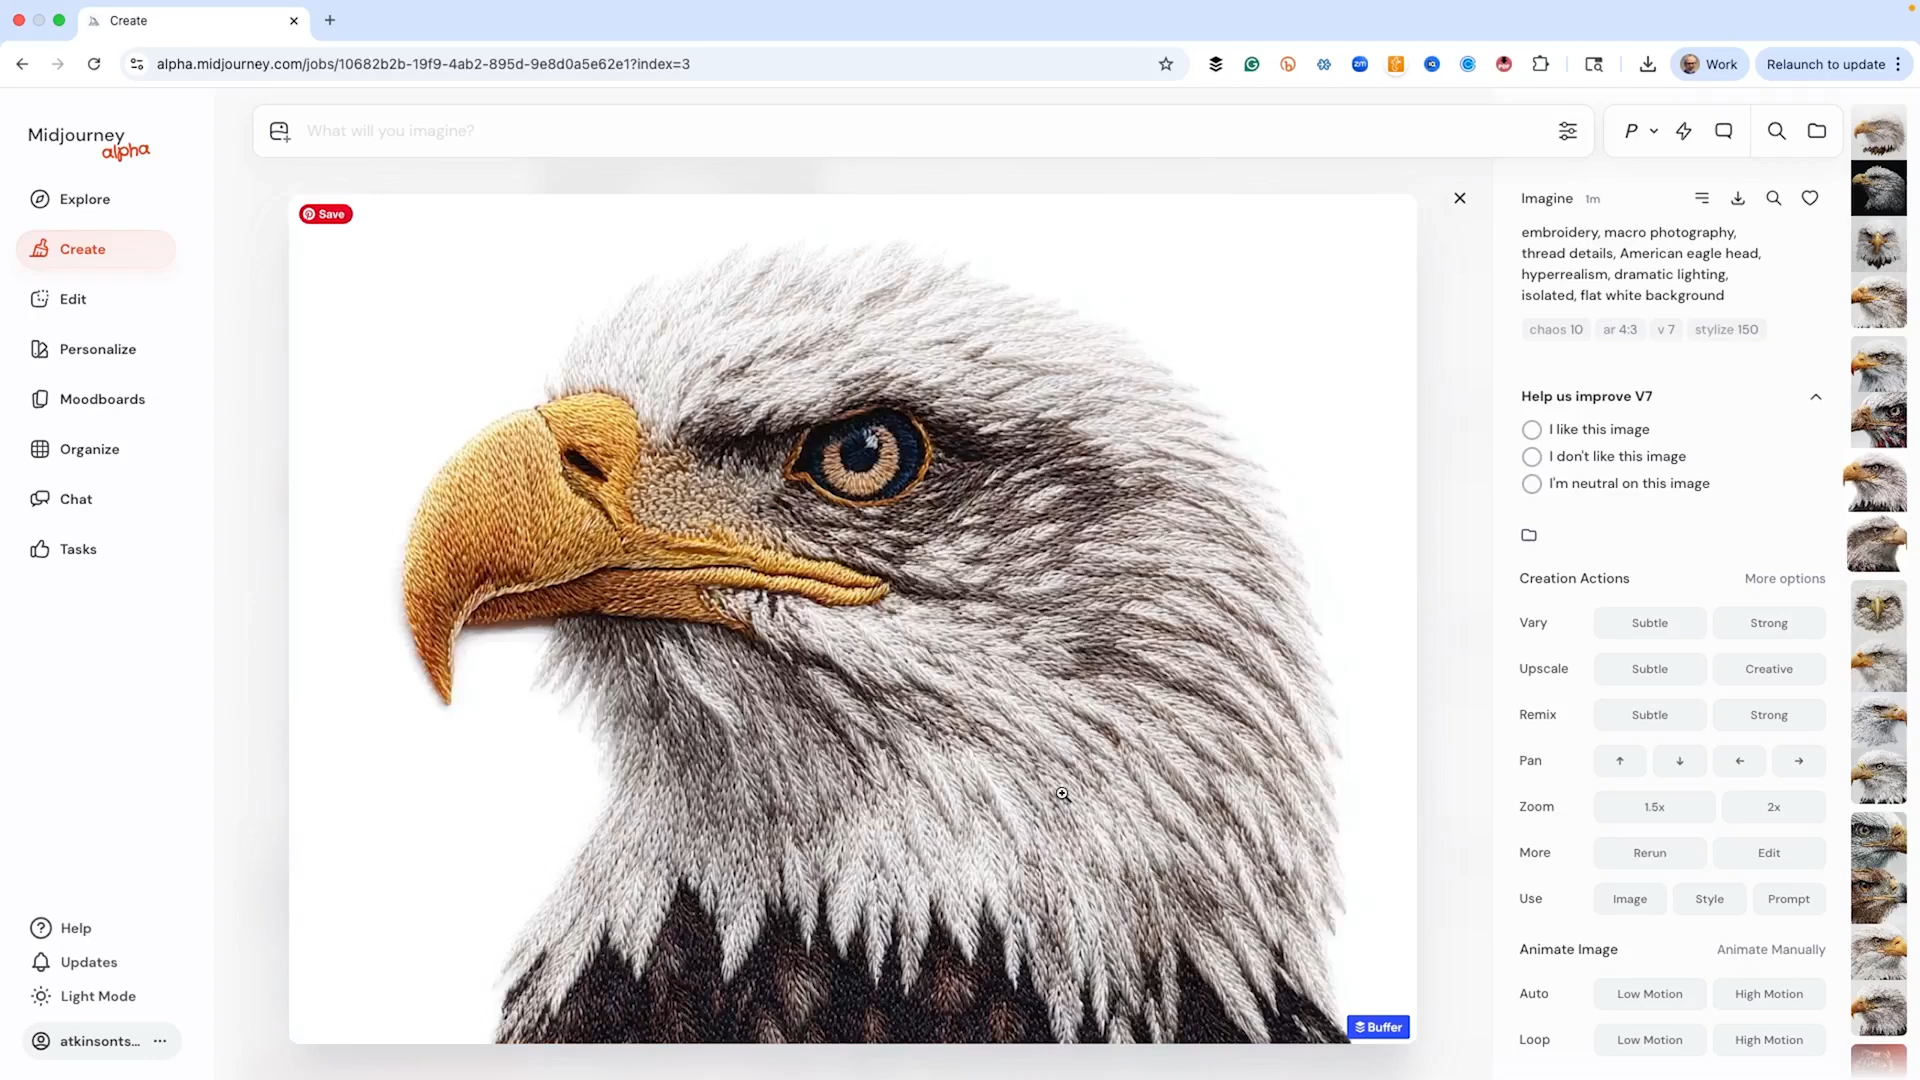 Create
alpha.midjourney.com/jobs/10682b2b-19f9-4ab2-895d-9e8d0a5e62e1?index=3
zm
Work
Relaunch to update
Midjourney
alpha
What will you imagine?
P
Explore
Create
Edit
Personalize
Moodboards
Organize
Chat
Tasks
Help
Updates
Light Mode
atkinsonts...
Save
Buffer
Imagine 1m
embroidery, macro photography,
thread details, American eagle head,
hyperrealism, dramatic lighting,
isolated, flat white background
chaos 10 ar 4:3 v 7 stylize 150
Help us improve V7
I like this image
I don't like this image
I'm neutral on this image
Creation Actions More options
Vary Subtle Strong
Upscale Subtle Creative
Remix Subtle Strong
Pan
Zoom 1.5x 2x
More Rerun Edit
Use Image Style Prompt
Animate Image Animate Manually
Auto Low Motion High Motion
Loop Low Motion High Motion